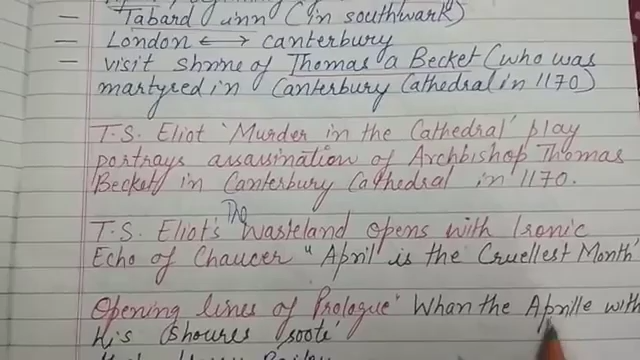 — Tabard inn (in southwark)
— London ⟷ canterbury
— visit shrine of Thomas a Becket (who was
martyred in Canterbury Cathedral in 1170)
T.S. Eliot 'Murder in the Cathedral' play
portrays assassination of Archbishop Thomas
Becket in Canterbury Cathedral in 1170.
T.S. Eliot's The Wasteland opens with Ironic
Echo of Chaucer "April is the Cruellest Month
Opening lines of Prologue "Whan the Aprille with
his shoures soote'